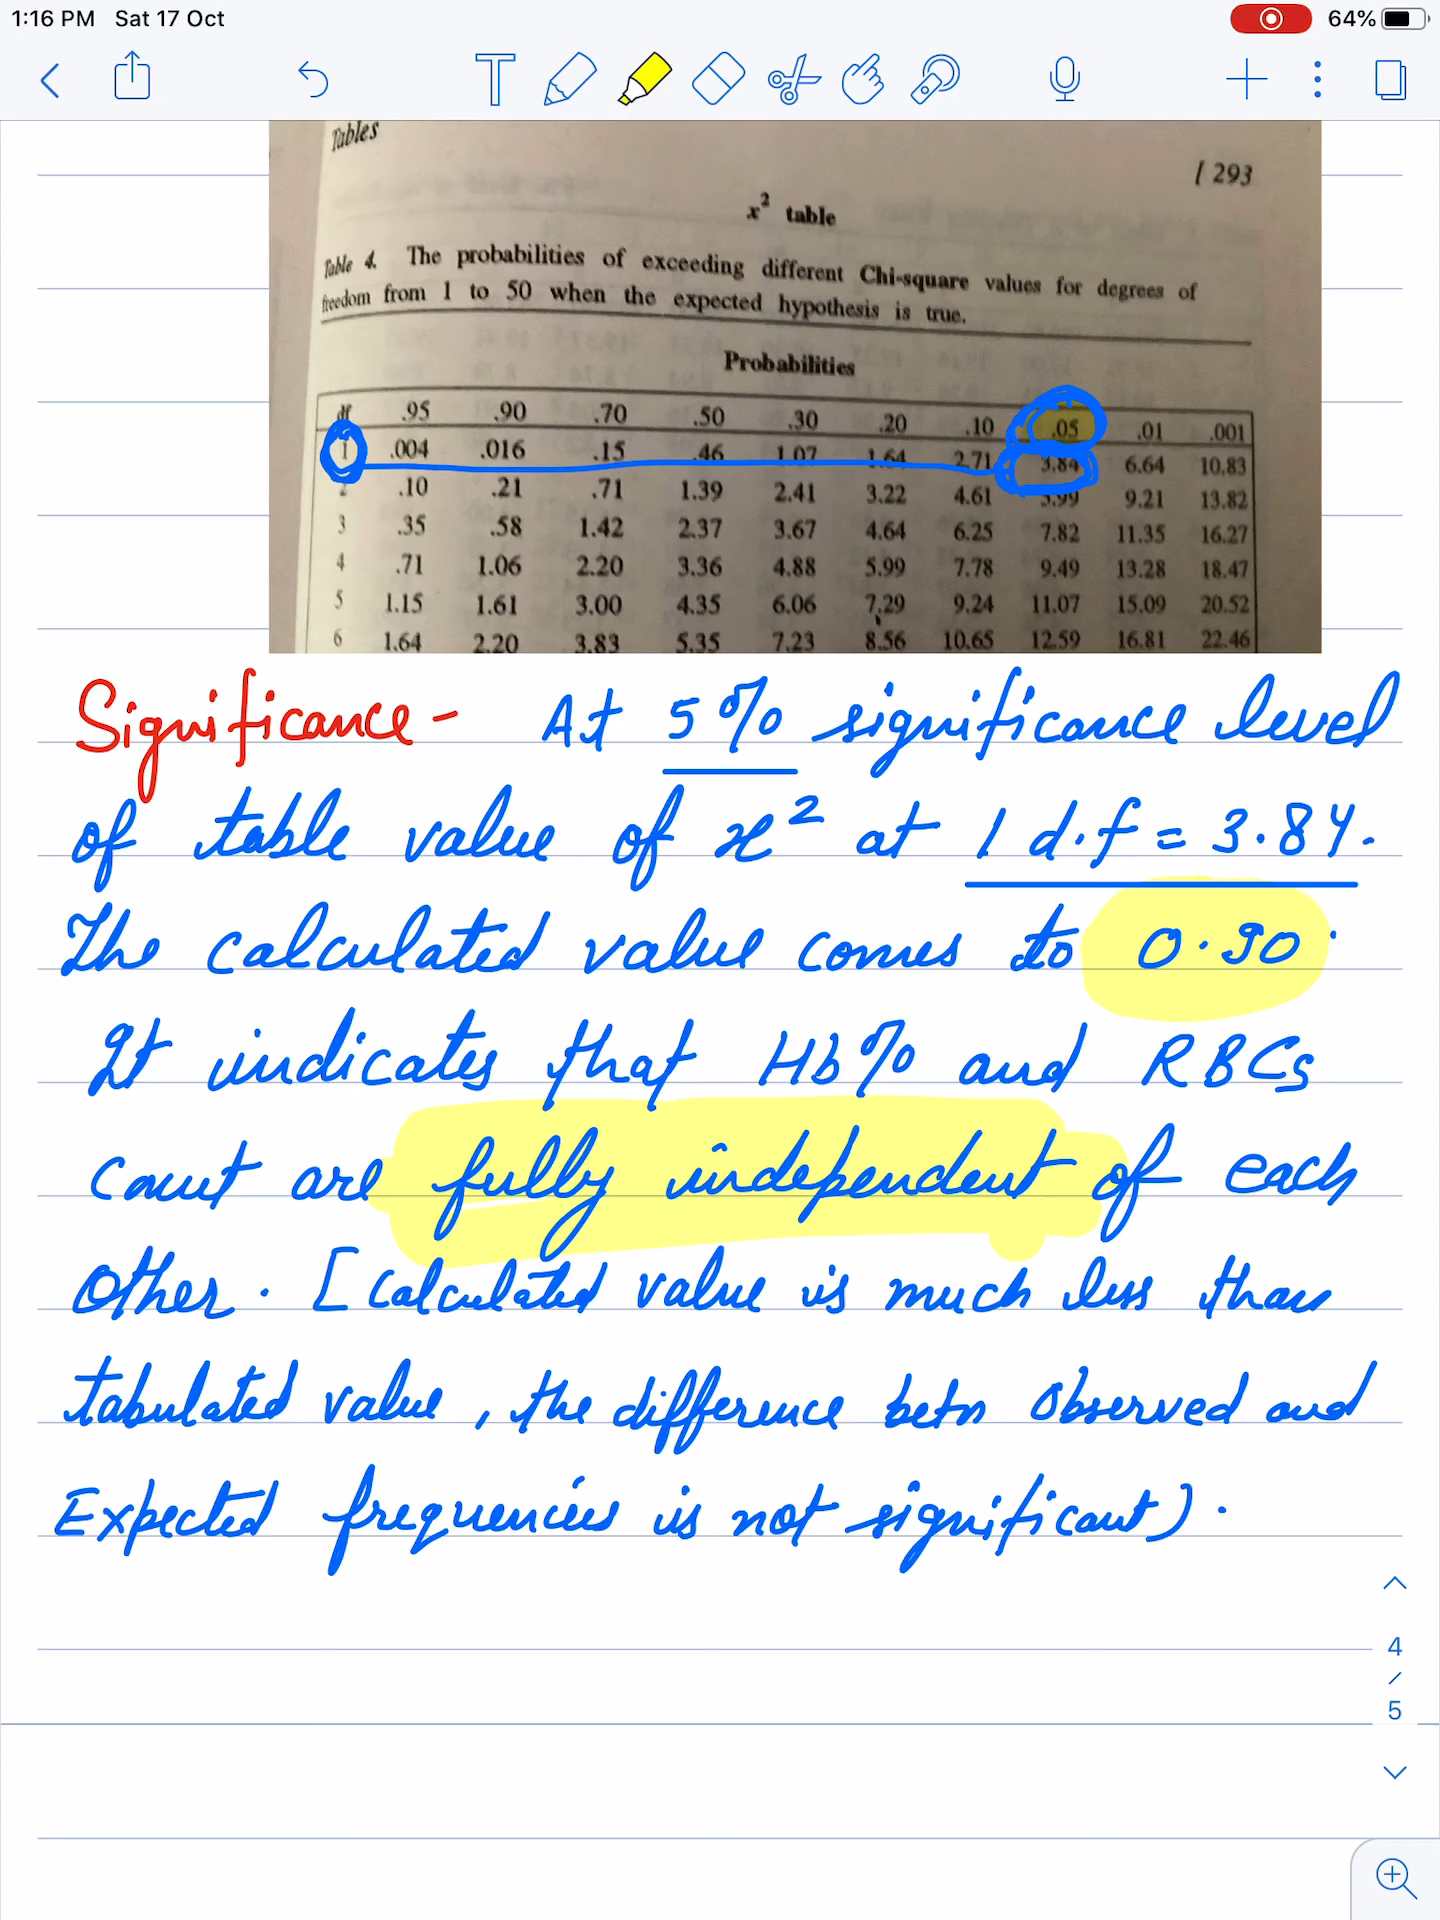 1:16 PM Sat 17 Oct 64%
T
Tables
[ 293
x² table
Table 4. The probabilities of exceeding different Chi-square values for degrees of
freedom from 1 to 50 when the expected hypothesis is true.
Probabilities
df .95 .90 .70 .50 .30 .20 .10 .05 .01 .001
1 .004 .016 .15 .46 1.07 1.64 2.71 3.84 6.64 10.83
2 .10 .21 .71 1.39 2.41 3.22 4.61 5.99 9.21 13.82
3 .35 .58 1.42 2.37 3.67 4.64 6.25 7.82 11.35 16.27
4 .71 1.06 2.20 3.36 4.88 5.99 7.78 9.49 13.28 18.47
5 1.15 1.61 3.00 4.35 6.06 7.29 9.24 11.07 15.09 20.52
6 1.64 2.20 3.83 5.35 7.23 8.56 10.65 12.59 16.81 22.46
Significance - At 5% significance level
of table value of x² at 1 d.f = 3.84.
The calculated value comes to 0.90.
It indicates that Hb% and RBCs
Count are fully independent of each
other. [Calculated value is much less than
tabulated value, the difference betn Observed and
Expected frequencies is not significant).
4
/
5